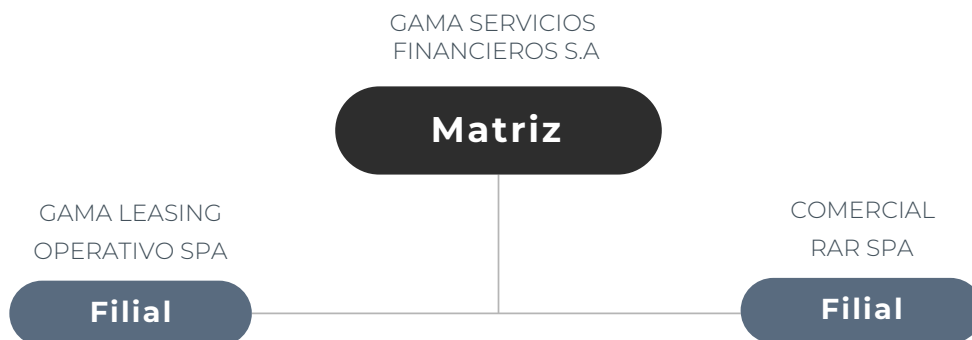 GAMA SERVICIOS
FINANCIEROS S.A
Matriz
GAMA LEASING
OPERATIVO SPA
Filial
COMERCIAL
RAR SPA
Filial